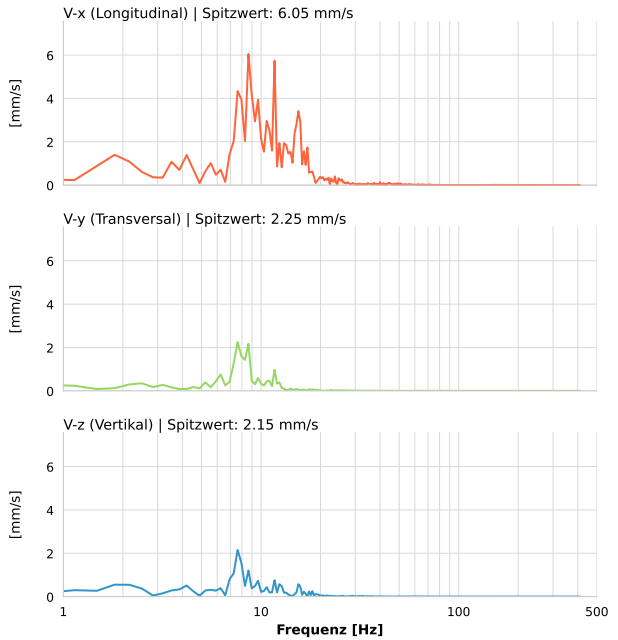 V-x (Longitudinal) | Spitzwert: 6.05 mm/s
[mm/s]
6
4
2
0
V-y (Transversal) | Spitzwert: 2.25 mm/s
[mm/s]
6
4
2
0
V-z (Vertikal) | Spitzwert: 2.15 mm/s
[mm/s]
6
4
2
0
1 10 100 500
Frequenz [Hz]